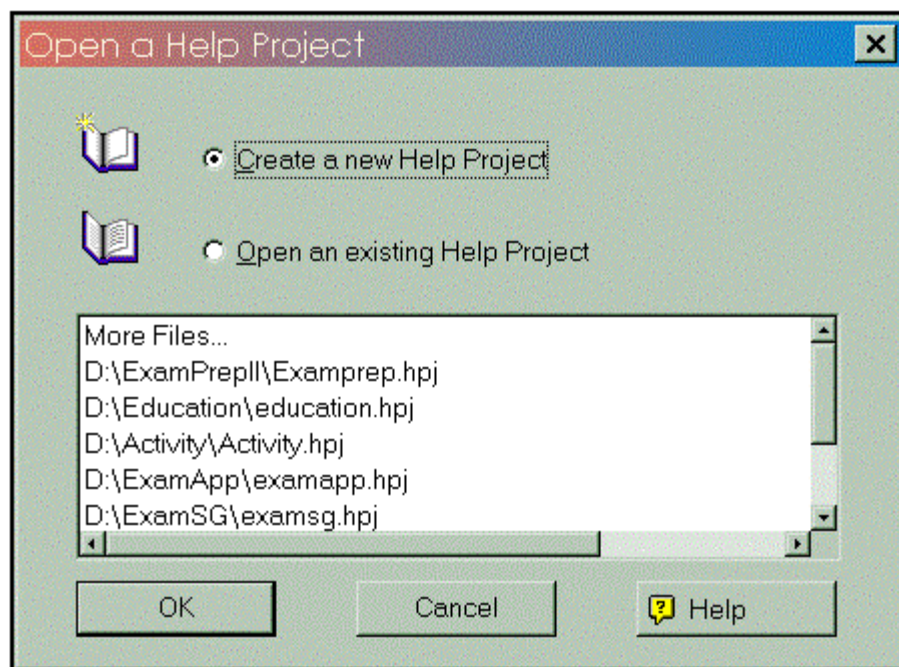 Open a Help Project
Create a new Help Project
Open an existing Help Project
More Files...
D:\ExamPrepII\Examprep.hpj
D:\Education\education.hpj
D:\Activity\Activity.hpj
D:\ExamApp\examapp.hpj
D:\ExamSG\examsg.hpj
OK
Cancel
? Help